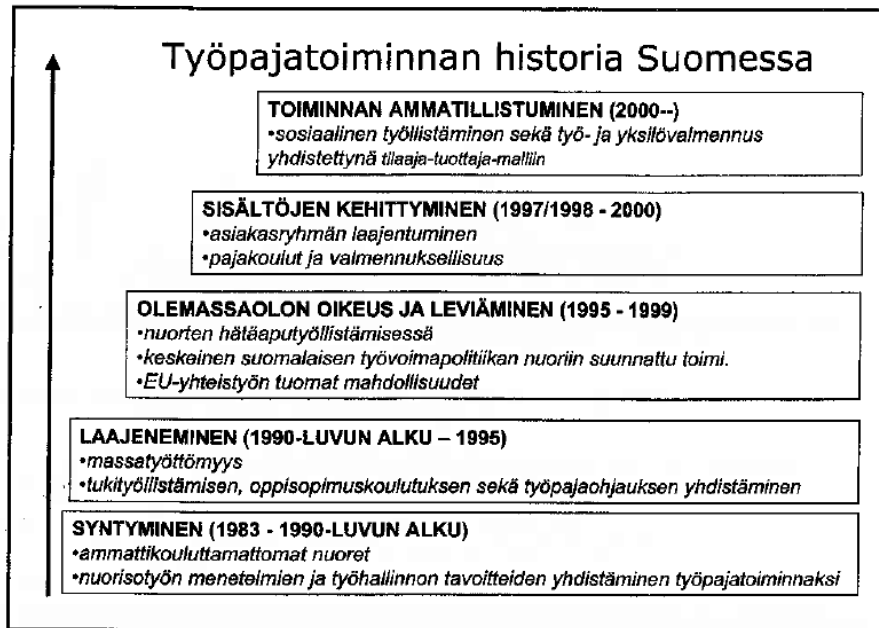 Työpajatoiminnan historia Suomessa
TOIMINNAN AMMATILLISTUMINEN (2000--)
•sosiaalinen työllistäminen sekä työ- ja yksilövalmennus
yhdistettynä tilaaja-tuottaja-malliin
SISÄLTÖJEN KEHITTYMINEN (1997/1998 - 2000)
•asiakasryhmän laajentuminen
•pajakoulut ja valmennuksellisuus
OLEMASSAOLON OIKEUS JA LEVIÄMINEN (1995 - 1999)
•nuorten hätäaputyöllistämisessä
•keskeinen suomalaisen työvoimapolitiikan nuoriin suunnattu toimi.
•EU-yhteistyön tuomat mahdollisuudet
LAAJENEMINEN (1990-LUVUN ALKU – 1995)
•massatyöttömyys
•tukityöllistämisen, oppisopimuskoulutuksen sekä työpajaohjauksen yhdistäminen
SYNTYMINEN (1983 - 1990-LUVUN ALKU)
•ammattikouluttamattomat nuoret
•nuorisotyön menetelmien ja työhallinnon tavoitteiden yhdistäminen työpajatoiminnaksi